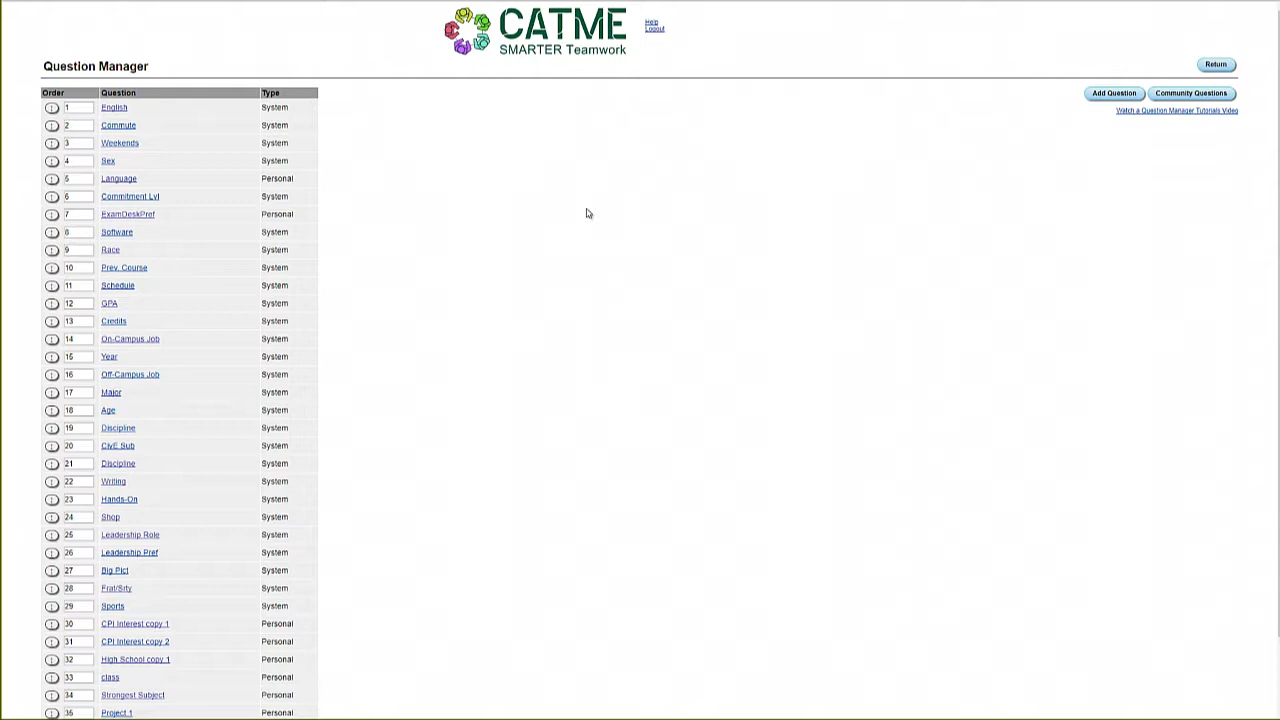 CATME
SMARTER Teamwork
Help
Logout
Question Manager
Return
Order Question Type
Add Question Community Questions
Watch a Question Manager Tutorials Video
1 English System
2 Commute System
3 Weekends System
4 Sex System
5 Language Personal
6 Commitment Lvl System
7 ExamDeskPref Personal
8 Software System
9 Race System
10 Prev. Course System
11 Schedule System
12 GPA System
13 Credits System
14 On-Campus Job System
15 Year System
16 Off-Campus Job System
17 Major System
18 Age System
19 Discipline System
20 CivE Sub System
21 Discipline System
22 Writing System
23 Hands-On System
24 Shop System
25 Leadership Role System
26 Leadership Pref System
27 Big Pict System
28 Frat/Srty System
29 Sports System
30 CPI Interest copy 1 Personal
31 CPI Interest copy 2 Personal
32 High School copy 1 Personal
33 class Personal
34 Strongest Subject Personal
35 Project 1 Personal